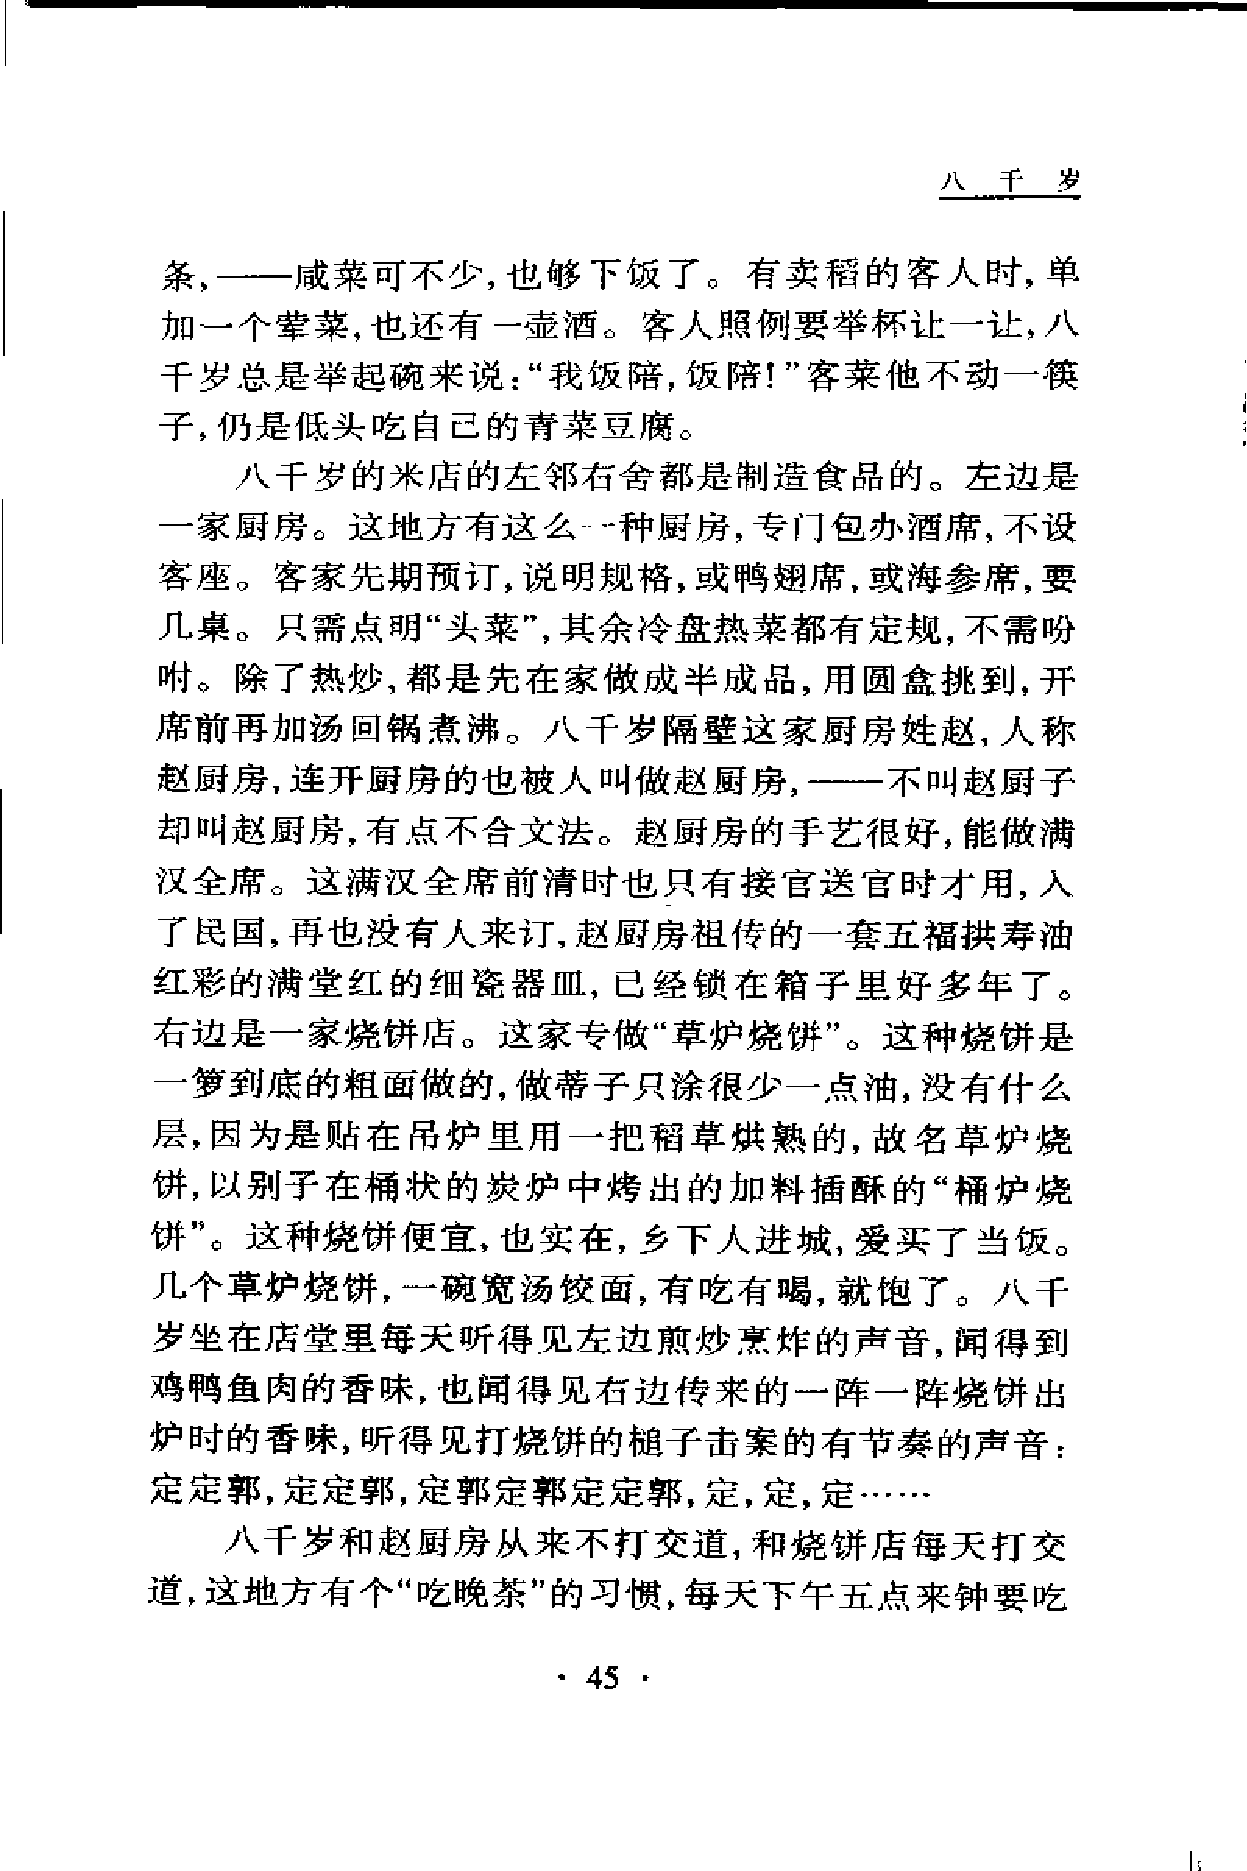 八 千 岁
条,——咸菜可不少,也够下饭了。有卖稻的客人时,单
加一个荤菜,也还有一壶酒。客人照例要举杯让一让,八
千岁总是举起碗来说:“我饭陪,饭陪!”客菜他不动一筷
子,仍是低头吃自己的青菜豆腐。
八千岁的米店的左邻右舍都是制造食品的。左边是
一家厨房。这地方有这么一种厨房,专门包办酒席,不设
客座。客家先期预订,说明规格,或鸭翅席,或海参席,要
几桌。只需点明“头菜”,其余冷盘热菜都有定规,不需吩
咐。除了热炒,都是先在家做成半成品,用圆盒挑到,开
席前再加汤回锅煮沸。八千岁隔壁这家厨房姓赵,人称
赵厨房,连开厨房的也被人叫做赵厨房,——不叫赵厨子
却叫赵厨房,有点不合文法。赵厨房的手艺很好,能做满
汉全席。这满汉全席前清时也只有接官送官时才用,入
了民国,再也没有人来订,赵厨房祖传的一套五福拱寿油
红彩的满堂红的细瓷器皿,已经锁在箱子里好多年了。
右边是一家烧饼店。这家专做“草炉烧饼”。这种烧饼是
一箩到底的粗面做的,做蒂子只涂很少一点油,没有什么
层,因为是贴在吊炉里用一把稻草烘熟的,故名草炉烧
饼,以别于在桶状的炭炉中烤出的加料插酥的“桶炉烧
饼”。这种烧饼便宜,也实在,乡下人进城,爱买了当饭。
几个草炉烧饼,一碗宽汤饺面,有吃有喝,就饱了。八千
岁坐在店堂里每天听得见左边煎炒烹炸的声音,闻得到
鸡鸭鱼肉的香味,也闻得见右边传来的一阵一阵烧饼出
炉时的香味,听得见打烧饼的槌子击案的有节奏的声音:
定定郭,定定郭,定郭定郭定定郭,定,定,定……
八千岁和赵厨房从来不打交道,和烧饼店每天打交
道,这地方有个“吃晚茶”的习惯,每天下午五点来钟要吃
· 45 ·